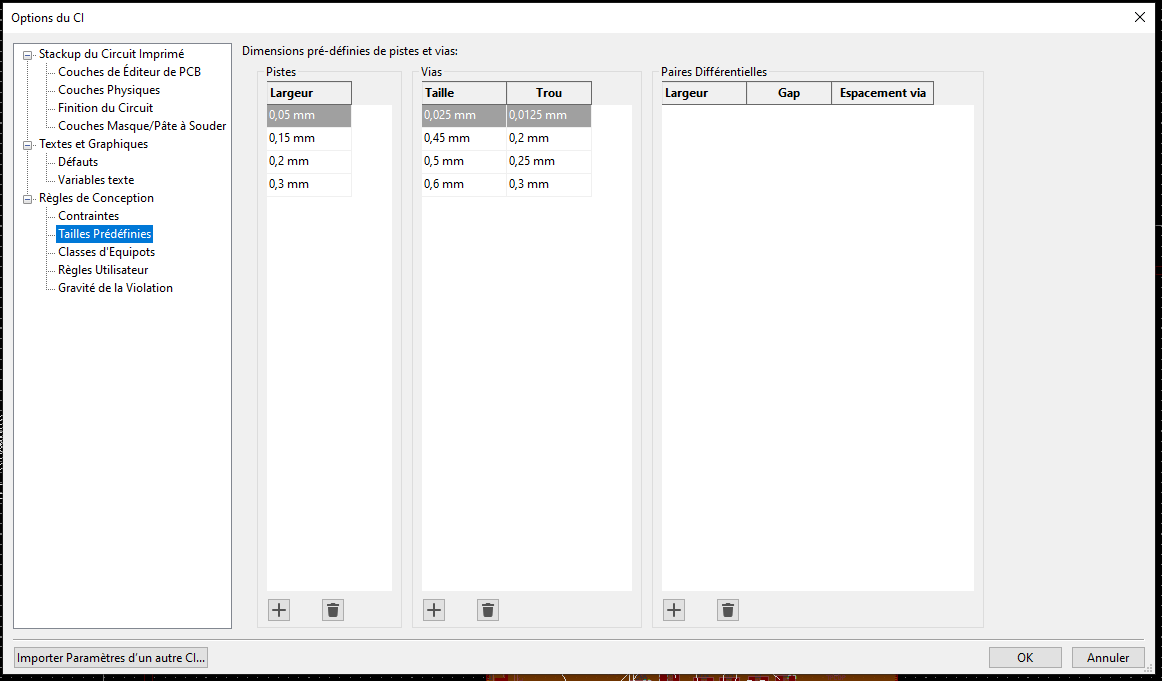 Options du CI
Stackup du Circuit Imprimé
Couches de Éditeur de PCB
Couches Physiques
Finition du Circuit
Couches Masque/Pâte à Souder
Textes et Graphiques
Défauts
Variables texte
Règles de Conception
Contraintes
Tailles Prédéfinies
Classes d'Equipots
Règles Utilisateur
Gravité de la Violation
Dimensions pré-définies de pistes et vias:
Pistes
Largeur
0,05 mm
0,15 mm
0,2 mm
0,3 mm
Vias
Taille Trou
0,025 mm 0,0125 mm
0,45 mm 0,2 mm
0,5 mm 0,25 mm
0,6 mm 0,3 mm
Paires Différentielles
Largeur Gap Espacement via
Importer Paramètres d'un autre CI...
OK
Annuler